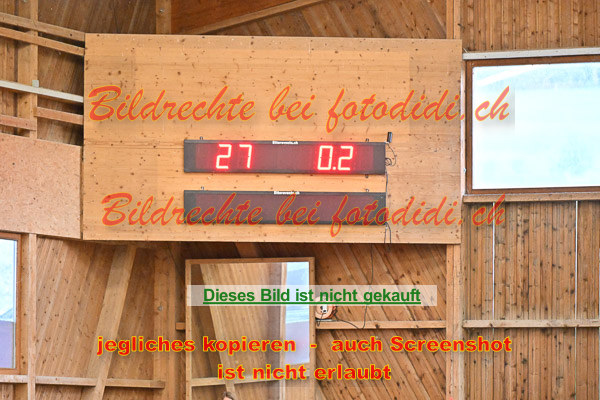 Bildrechte bei fotodidi.ch
27 0.2
Bildrechte bei fotodidi.ch
Dieses Bild ist nicht gekauft
jegliches kopieren - auch Screenshot
ist nicht erlaubt